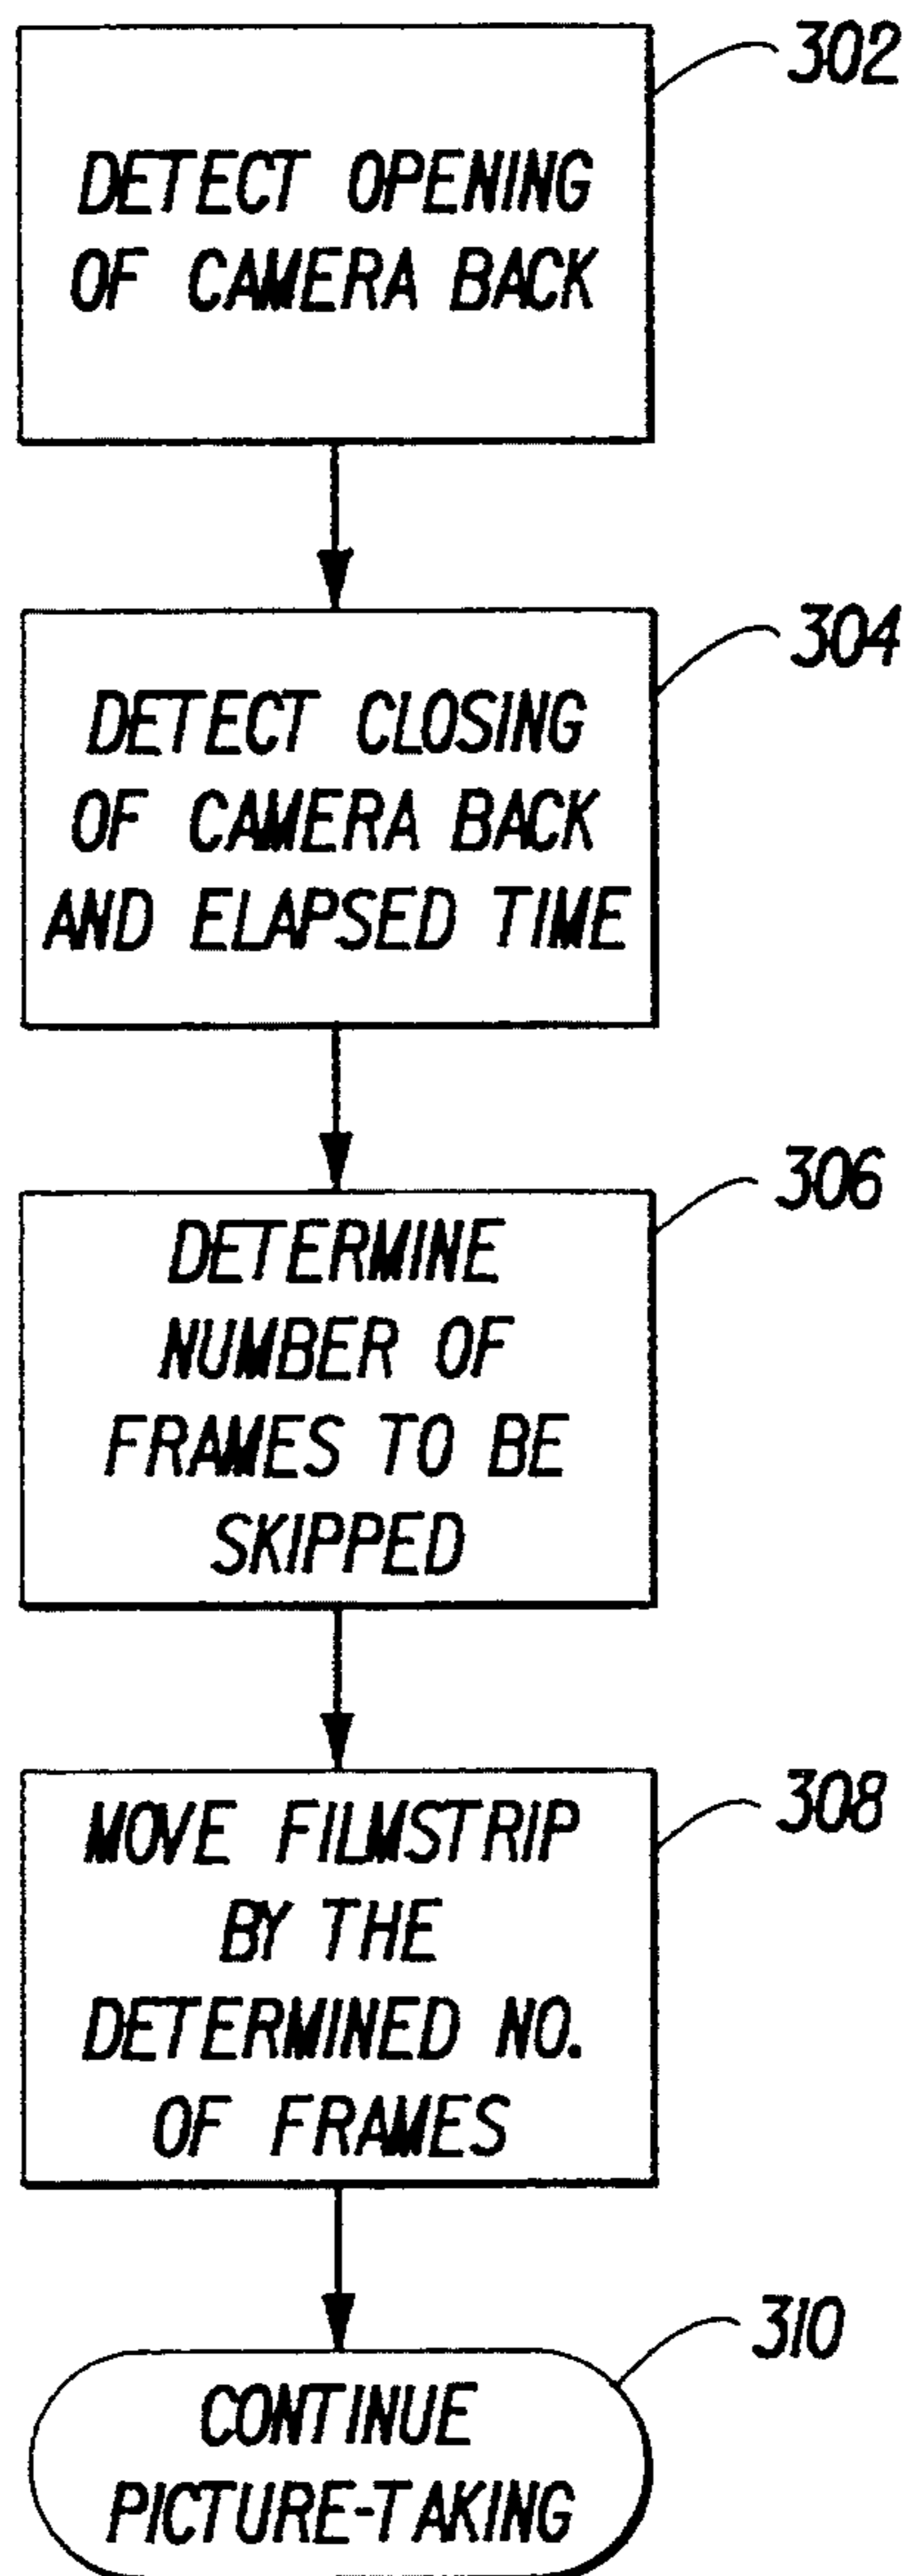 302
DETECT OPENING
OF CAMERA BACK
304
DETECT CLOSING
OF CAMERA BACK
AND ELAPSED TIME
306
DETERMINE
NUMBER OF
FRAMES TO BE
SKIPPED
308
MOVE FILMSTRIP
BY THE
DETERMINED NO.
OF FRAMES
310
CONTINUE
PICTURE-TAKING